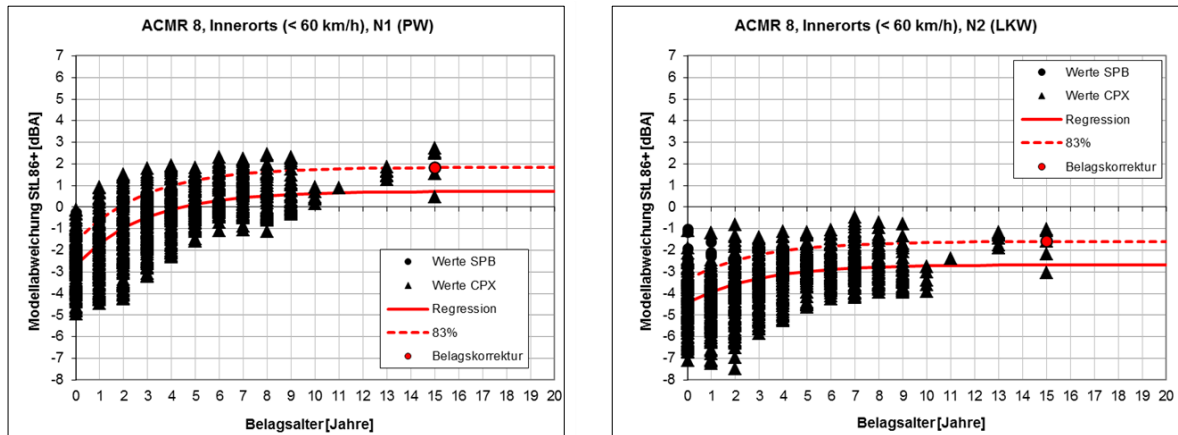 ACMR 8, Innerorts (< 60 km/h), N1 (PW)
Modellabweichung StL86+ [dBA]
7
6
5
4
3
2
1
0
-1
-2
-3
-4
-5
-6
-7
-8
Werte SPB
Werte CPX
Regression
83%
Belagskorrektur
0 1 2 3 4 5 6 7 8 9 10 11 12 13 14 15 16 17 18 19 20
Belagsalter [Jahre]
ACMR 8, Innerorts (< 60 km/h), N2 (LKW)
Modellabweichung StL86+ [dBA]
7
6
5
4
3
2
1
0
-1
-2
-3
-4
-5
-6
-7
-8
Werte SPB
Werte CPX
Regression
83%
Belagskorrektur
0 1 2 3 4 5 6 7 8 9 10 11 12 13 14 15 16 17 18 19 20
Belagsalter [Jahre]